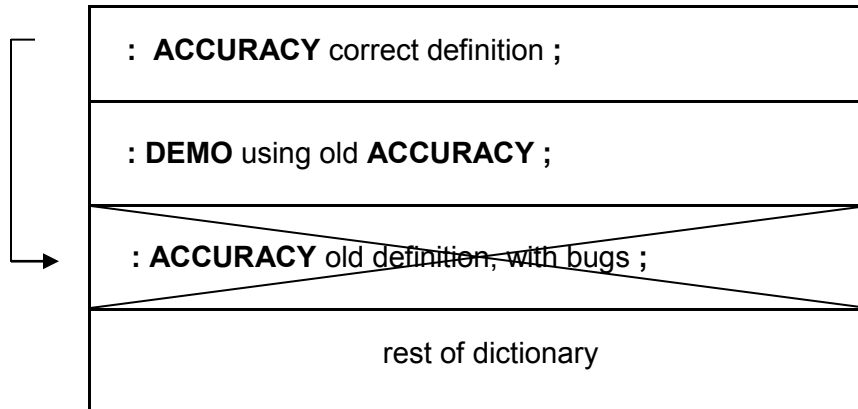 : ACCURACY correct definition ;
: DEMO using old ACCURACY ;
: ACCURACY old definition, with bugs ;
rest of dictionary